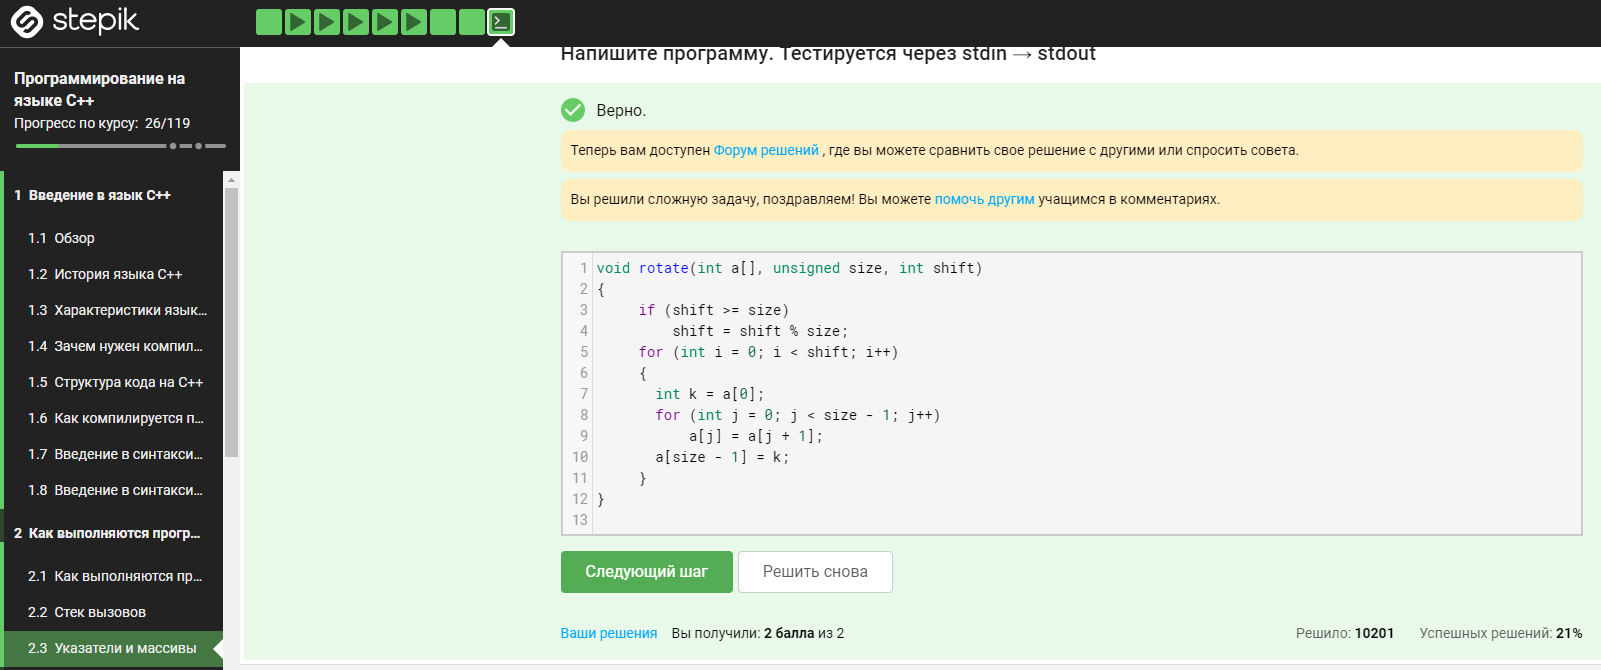 stepik
Программирование на
языке C++
Прогресс по курсу: 26/119
1 Введение в язык C++
1.1 Обзор
1.2 История языка C++
1.3 Характеристики язык...
1.4 Зачем нужен компил...
1.5 Структура кода на C++
1.6 Как компилируется п...
1.7 Введение в синтакси...
1.8 Введение в синтакси...
2 Как выполняются прогр...
2.1 Как выполняются пр...
2.2 Стек вызовов
2.3 Указатели и массивы
Напишите программу. Тестируется через stdin → stdout
Верно.
Теперь вам доступен Форум решений , где вы можете сравнить свое решение с другими или спросить совета.
Вы решили сложную задачу, поздравляем! Вы можете помочь другим учащимся в комментариях.
1 void rotate(int a[], unsigned size, int shift)
2 {
3 if (shift >= size)
4 shift = shift % size;
5 for (int i = 0; i < shift; i++)
6 {
7 int k = a[0];
8 for (int j = 0; j < size - 1; j++)
9 a[j] = a[j + 1];
10 a[size - 1] = k;
11 }
12 }
13
Следующий шаг Решить снова
Ваши решения Вы получили: 2 балла из 2 Решило: 10201 Успешных решений: 21%